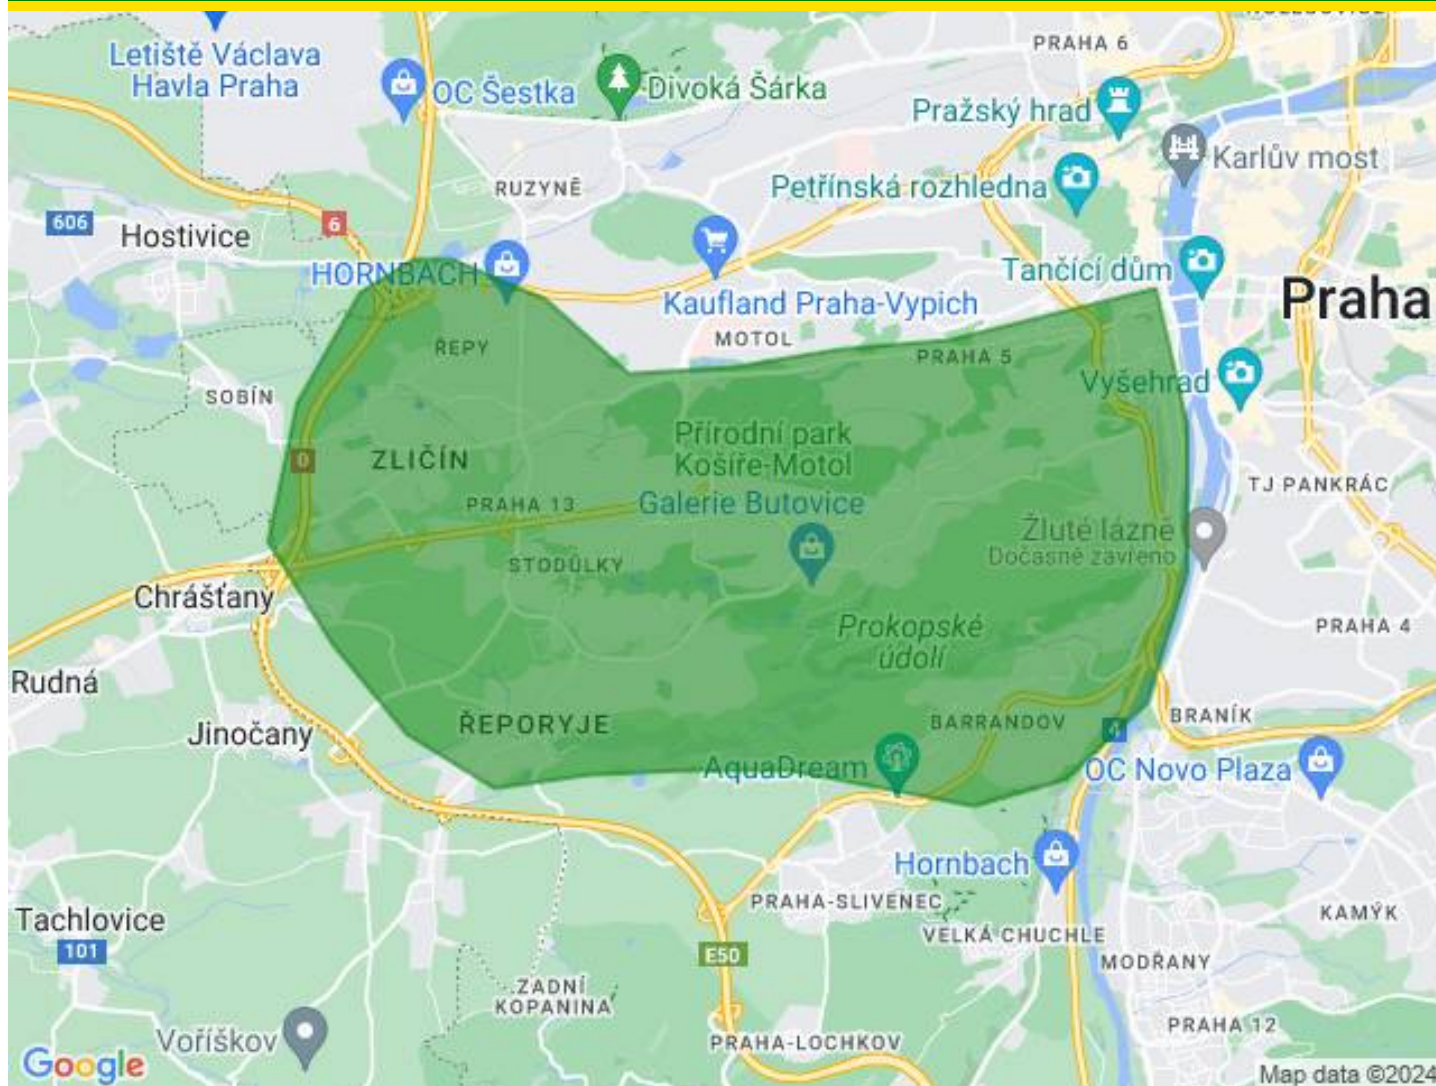 PRAHA 6
Letiště Václava
Havla Praha
OC Šestka
Divoká Šárka
Pražský hrad
Karlův most
RUZYNĚ
Petřínská rozhledna
606
6
Hostivice
HORNBACH
Tančící dům
Kaufland Praha-Vypich
Praha
MOTOL
ŘEPY
PRAHA 5
Vyšehrad
SOBÍN
Přírodní park
Košíře-Motol
ZLIČÍN
0
TJ PANKRÁC
PRAHA 13
Galerie Butovice
Žluté lázně
Dočasně zavřeno
STODŮLKY
Chrášťany
Prokopské
údolí
PRAHA 4
Rudná
ŘEPORYJE
BARRANDOV
4
BRANÍK
Jinočany
AquaDream
OC Novo Plaza
Hornbach
PRAHA-SLIVENEC
KAMÝK
Tachlovice
101
VELKÁ CHUCHLE
E50
MODŘANY
ZADNÍ
KOPANINA
PRAHA 12
Voříškov
PRAHA-LOCHKOV
Google
Map data ©2024